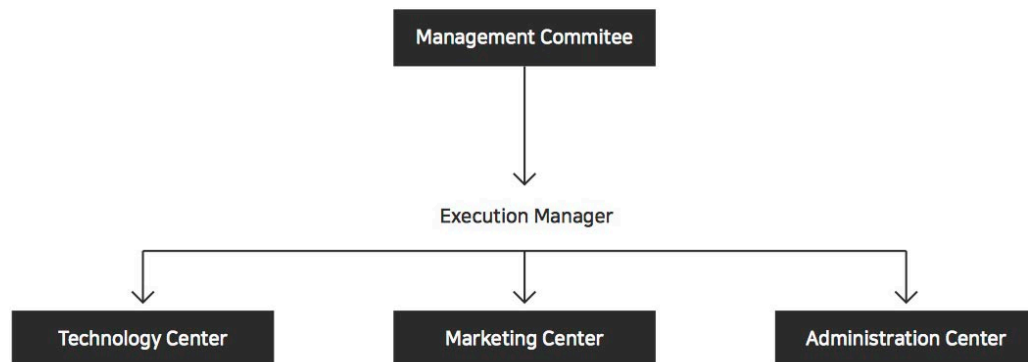 Management Commitee
Execution Manager
Technology Center
Marketing Center
Administration Center